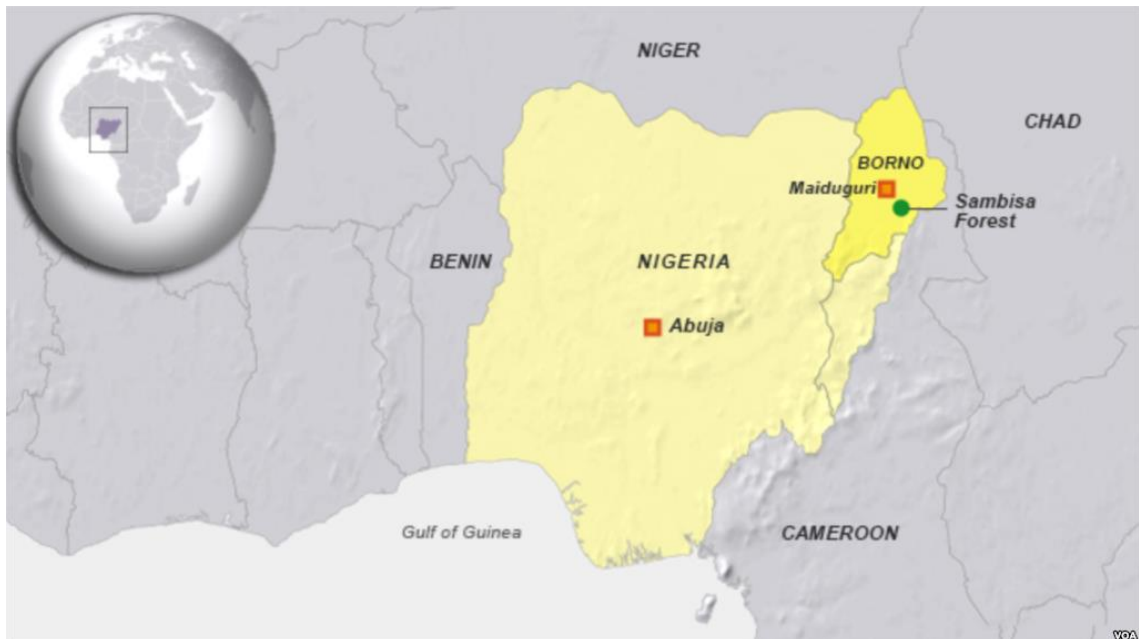 NIGER
CHAD
BORNO
Maiduguri
Sambisa
Forest
BENIN
NIGERIA
Abuja
Gulf of Guinea
CAMEROON
VOA